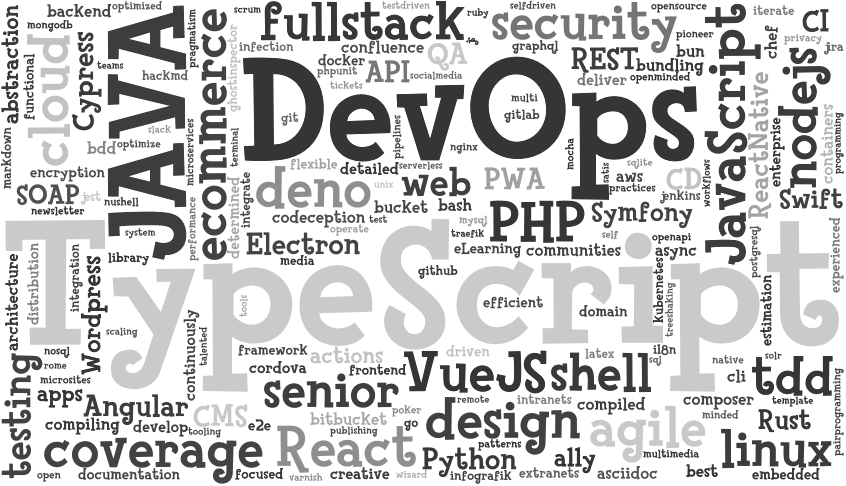 backend
optimized
scrum
fullstack
testdriven
ruby
selfdriven
opensource
iterate
CI
mongodb
JAVA
pragmatism
infection
confluence
QA
security
pioneer
chef
privacy
jra
abstraction
functional
cloud
Cypress
teams
hackmd
ecommerce
ghostinspector
docker
phpunit
API
socialmedia
tickets
graphql
REST
bun
bundling
deliver
openminded
JavaScript
nodejs
DevOps
git
multi
gitlab
markdown
bdd
slack
optimize
microservices
terminal
pipelines
nginx
mocha
ReactNative
enterprise
containers
programming
encryption
SOAP
jest
nushell
newsletter
system
library
performance
determined
integrate
flexible
detailed
serverless
deno
unix
web
PWA
satis
sqlite
aws
practices
CD
jenkins
workflows
Swift
codeception
test
bucket
bash
operate
mysql
traefik
PHP
Symfony
self
Electron
media
eLearning
communities
openapi
async
postgresql
experienced
TypeScript
distribution
integration
architecture
Wordpress
github
efficient
domain
kubernetes
treeshaking
estimation
tools
scaling
continuously
talented
nosql
rome
microsites
testing
apps
framework
cordova
actions
frontend
driven
latex
sql
i18n
native
solr
cli
tdd
senior
VueJS
shell
Angular
CMS
compiling
develop
tooling
e2e
bitbucket
publishing
poker
go
remote
intranets
compiled
composer
minded
template
Rust
pairprogramming
coverage
React
design
patterns
agile
multimedia
linux
open
documentation
focused
varnish
creative
wizard
Python
infografik
ally
extranets
asciidoc
best
embedded